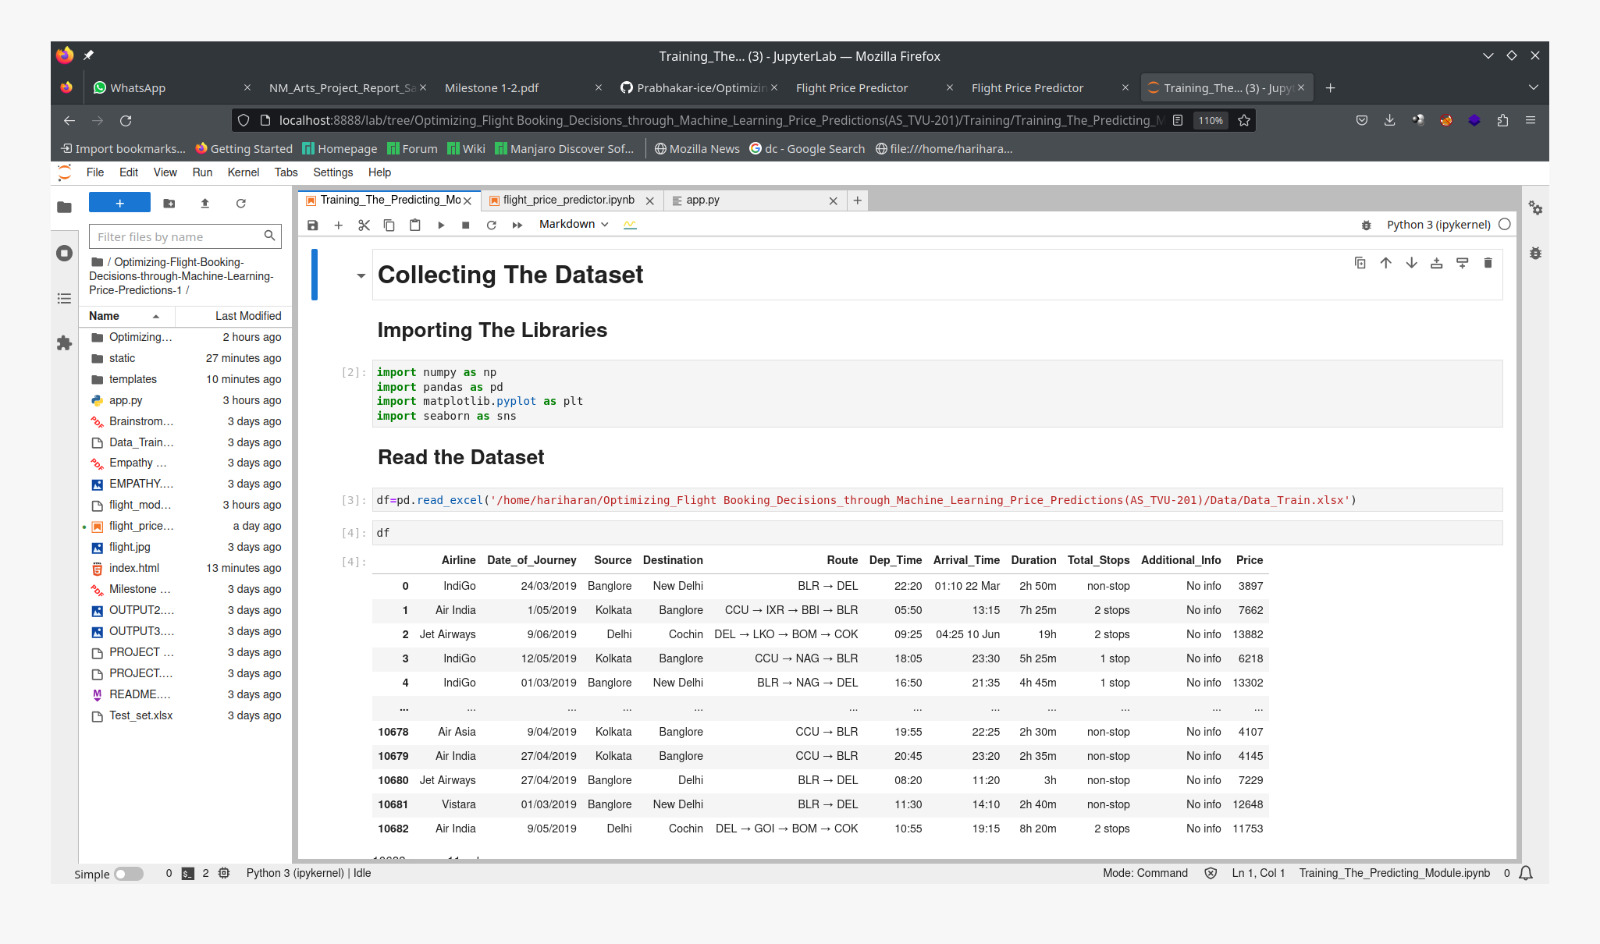 Training_The... (3) - JupyterLab — Mozilla Firefox
WhatsApp
NM_Arts_Project_Report_Sa
Milestone 1-2.pdf
Prabhakar-ice/Optimizin
Flight Price Predictor
Flight Price Predictor
Training_The... (3) - Jupyt
localhost:8888/lab/tree/Optimizing_Flight Booking_Decisions_through_Machine_Learning_Price_Predictions(AS_TVU-201)/Training/Training_The_Predicting_M
110%
Import bookmarks... Getting Started Homepage Forum Wiki Manjaro Discover Sof... Mozilla News dc - Google Search file:///home/harihara...
File Edit View Run Kernel Tabs Settings Help
Training_The_Predicting_Mo
flight_price_predictor.ipynb
app.py
Markdown
Python 3 (ipykernel)
Filter files by name
/ Optimizing-Flight-Booking-
Decisions-through-Machine-Learning-
Price-Predictions-1 /
Name Last Modified
Optimizing... 2 hours ago
static 27 minutes ago
templates 10 minutes ago
app.py 3 hours ago
Brainstrom... 3 days ago
Data_Train... 3 days ago
Empathy ... 3 days ago
EMPATHY.... 3 days ago
flight_mod... 3 hours ago
flight_price... a day ago
flight.jpg 3 days ago
index.html 13 minutes ago
Milestone ... 3 days ago
OUTPUT2.... 3 days ago
OUTPUT3.... 3 days ago
PROJECT ... 3 days ago
PROJECT.... 3 days ago
README.... 3 days ago
Test_set.xlsx 3 days ago
Collecting The Dataset
Importing The Libraries
[2]: import numpy as np
import pandas as pd
import matplotlib.pyplot as plt
import seaborn as sns
Read the Dataset
[3]: df=pd.read_excel('/home/hariharan/Optimizing_Flight Booking_Decisions_through_Machine_Learning_Price_Predictions(AS_TVU-201)/Data/Data_Train.xlsx')
[4]: df
[4]: Airline Date_of_Journey Source Destination Route Dep_Time Arrival_Time Duration Total_Stops Additional_Info Price
0 IndiGo 24/03/2019 Banglore New Delhi BLR → DEL 22:20 01:10 22 Mar 2h 50m non-stop No info 3897
1 Air India 1/05/2019 Kolkata Banglore CCU → IXR → BBI → BLR 05:50 13:15 7h 25m 2 stops No info 7662
2 Jet Airways 9/06/2019 Delhi Cochin DEL → LKO → BOM → COK 09:25 04:25 10 Jun 19h 2 stops No info 13882
3 IndiGo 12/05/2019 Kolkata Banglore CCU → NAG → BLR 18:05 23:30 5h 25m 1 stop No info 6218
4 IndiGo 01/03/2019 Banglore New Delhi BLR → NAG → DEL 16:50 21:35 4h 45m 1 stop No info 13302
... ... ... ... ... ... ... ... ... ... ... ...
10678 Air Asia 9/04/2019 Kolkata Banglore CCU → BLR 19:55 22:25 2h 30m non-stop No info 4107
10679 Air India 27/04/2019 Kolkata Banglore CCU → BLR 20:45 23:20 2h 35m non-stop No info 4145
10680 Jet Airways 27/04/2019 Banglore Delhi BLR → DEL 08:20 11:20 3h non-stop No info 7229
10681 Vistara 01/03/2019 Banglore New Delhi BLR → DEL 11:30 14:10 2h 40m non-stop No info 12648
10682 Air India 9/05/2019 Delhi Cochin DEL → GOI → BOM → COK 10:55 19:15 8h 20m 2 stops No info 11753
Simple 0 2 Python 3 (ipykernel) | Idle Mode: Command Ln 1, Col 1 Training_The_Predicting_Module.ipynb 0